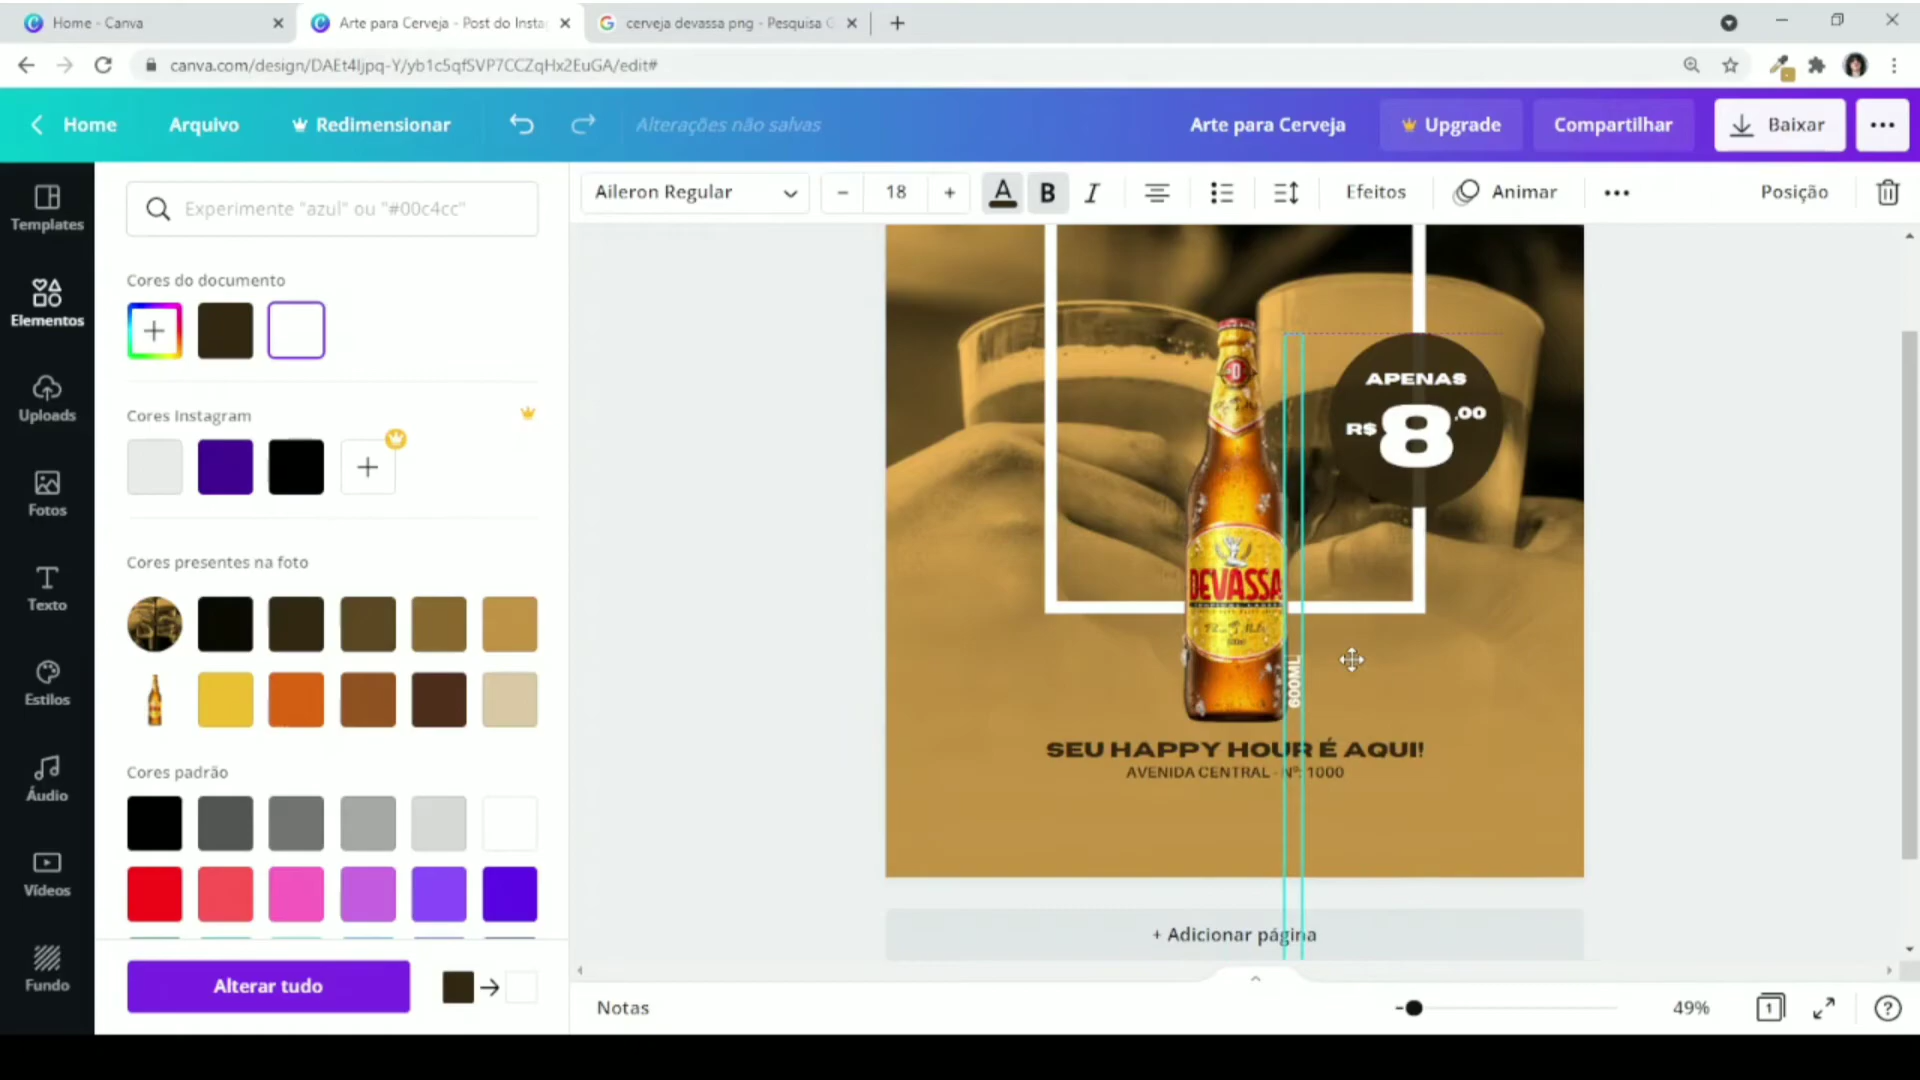 Home - Canva
Arte para Cerveja - Post do Insta
cerveja devassa png - Pesquisa G
canva.com/design/DAEt4Ijpq-Y/yb1c5qfSVP7CCZqHx2EuGA/edit#
Home
Arquivo
Redimensionar
Alterações não salvas
Arte para Cerveja
Upgrade
Compartilhar
Baixar
Templates
Elementos
Uploads
Fotos
Texto
Estilos
Áudio
Vídeos
Fundo
Experimente "azul" ou "#00c4cc"
Cores do documento
Cores Instagram
Cores presentes na foto
Cores padrão
Alterar tudo
Aileron Regular
18
A
B
I
Efeitos
Animar
Posição
APENAS
R$ 8 ,00
D
DEVASSA
TROPICAL LAGER
600ML
SEU HAPPY HOUR É AQUI!
AVENIDA CENTRAL - Nº: 1000
+ Adicionar página
Notas
49%
1